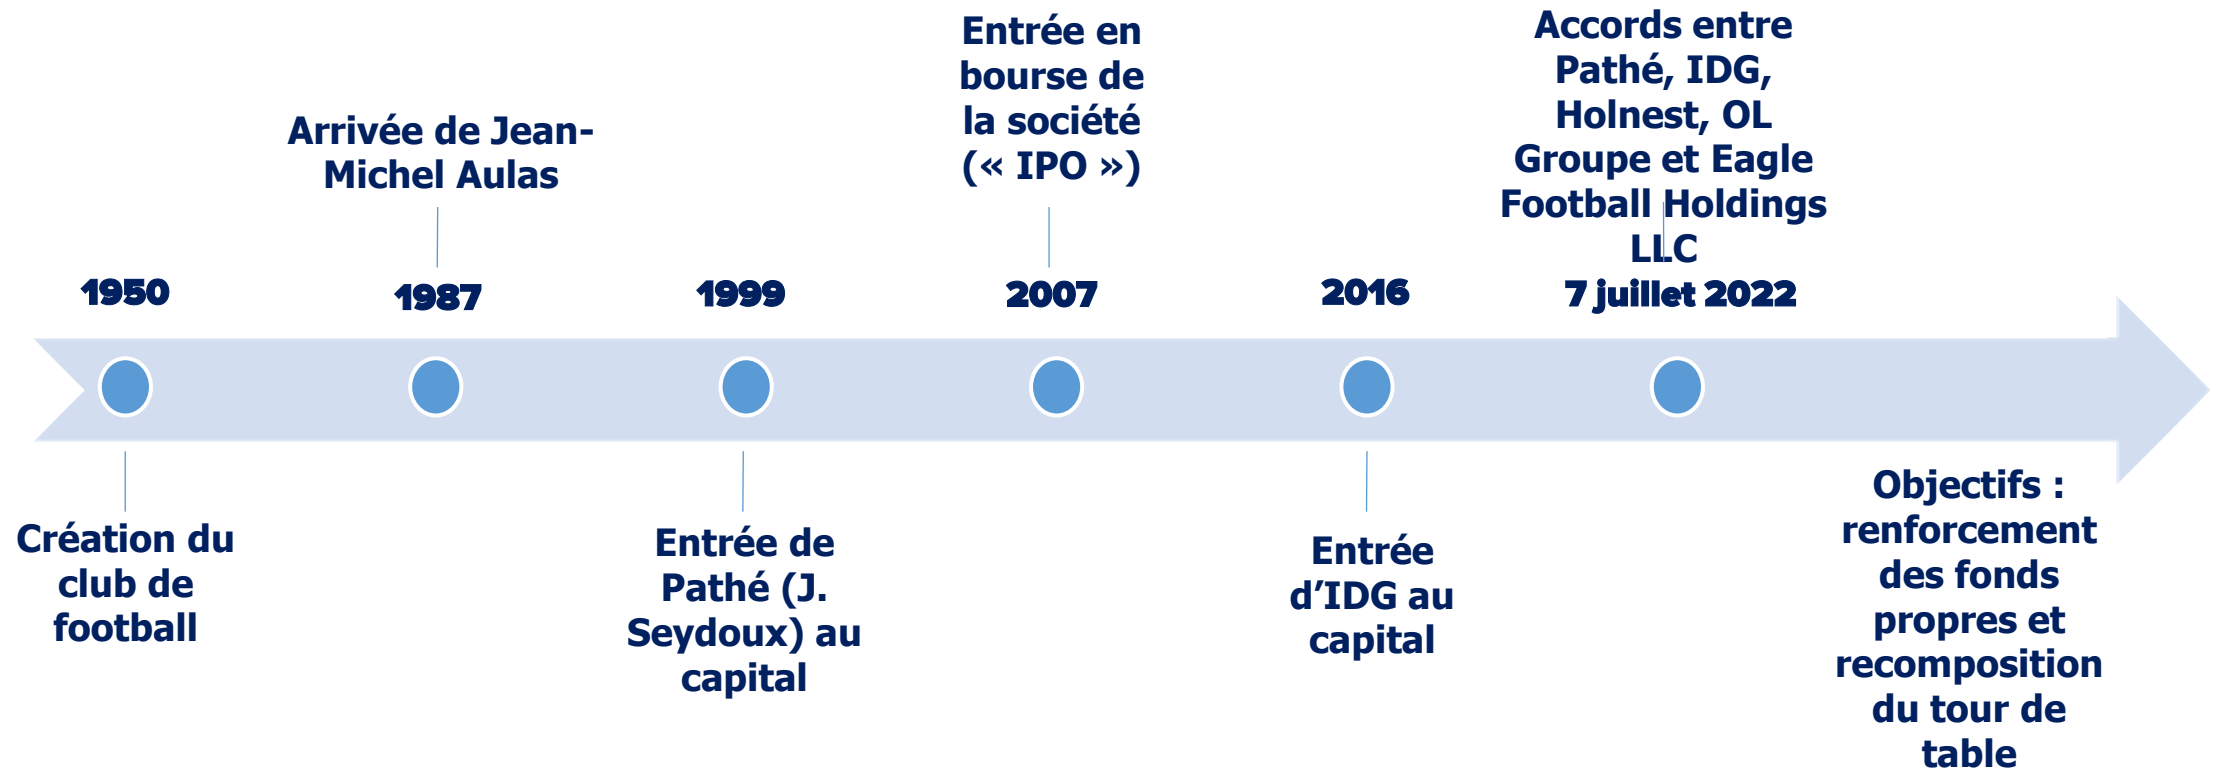 Création du
club de
football
1950
Arrivée de Jean-
Michel Aulas
1987
1999
Entrée de
Pathé (J.
Seydoux) au
capital
Entrée en
bourse de
la société
(« IPO »)
2007
2016
Entrée
d’IDG au
capital
Accords entre
Pathé, IDG,
Holnest, OL
Groupe et Eagle
Football Holdings
LLC
7 juillet 2022
Objectifs :
renforcement
des fonds
propres et
recomposition
du tour de
table